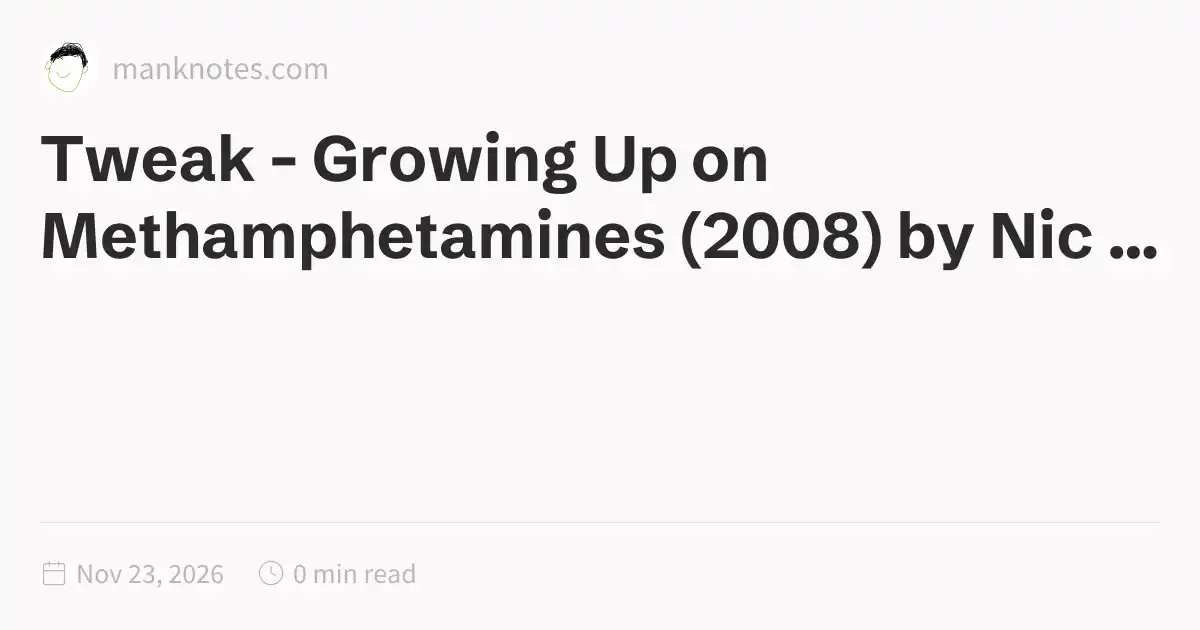 manknotes.com
Tweak - Growing Up on
Methamphetamines (2008) by Nic ...
Nov 23, 2026 0 min read